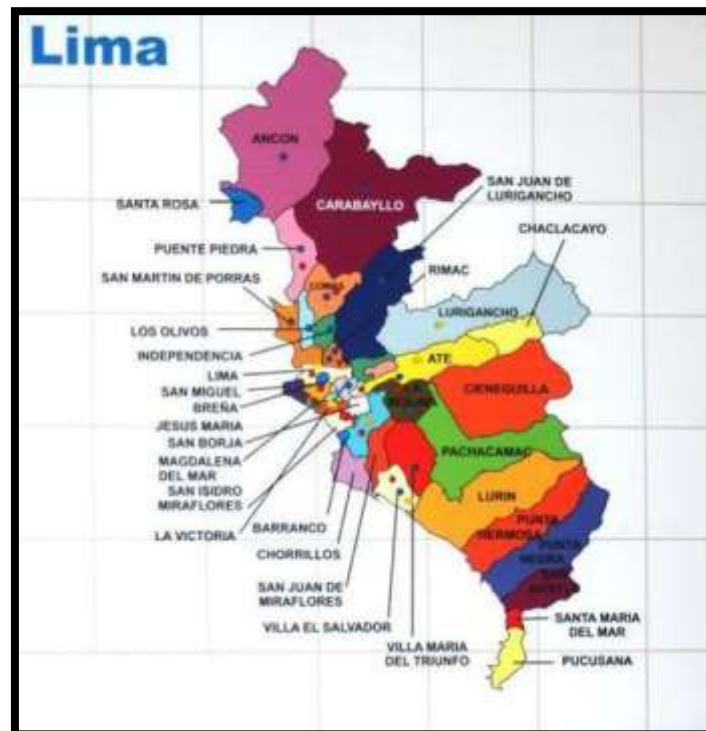 Lima
ANCON
SANTA ROSA
CARABAYLLO
SAN JUAN DE
LURIGANCHO
CHACLACAYO
PUENTE PIEDRA
RIMAC
SAN MARTIN DE PORRAS
COMAS
LURIGANCHO
LOS OLIVOS
INDEPENDENCIA
ATE
LIMA
SAN MIGUEL
BREÑA
CIENEGUILLA
JESUS MARIA
SAN BORJA
MAGDALENA
DEL MAR
PACHACAMAC
SAN ISIDRO
MIRAFLORES
LURIN
LA VICTORIA
BARRANCO
PUNTA
HERMOSA
CHORRILLOS
PUNTA
NEGRA
SAN JUAN DE
MIRAFLORES
SANTA MARIA
DEL MAR
VILLA EL SALVADOR
VILLA MARIA
DEL TRIUNFO
PUCUSANA